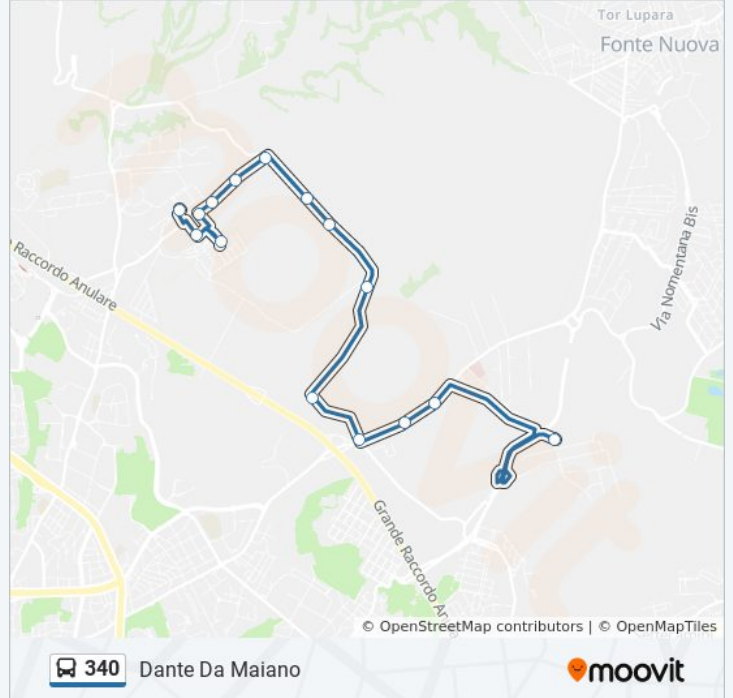 Tor Lupara
Fonte Nuova
Via Nomentana Bis
e Raccordo Anulare
Grande Raccordo An
© OpenStreetMap contributors | © OpenMapTiles
340 Dante Da Maiano
moovit